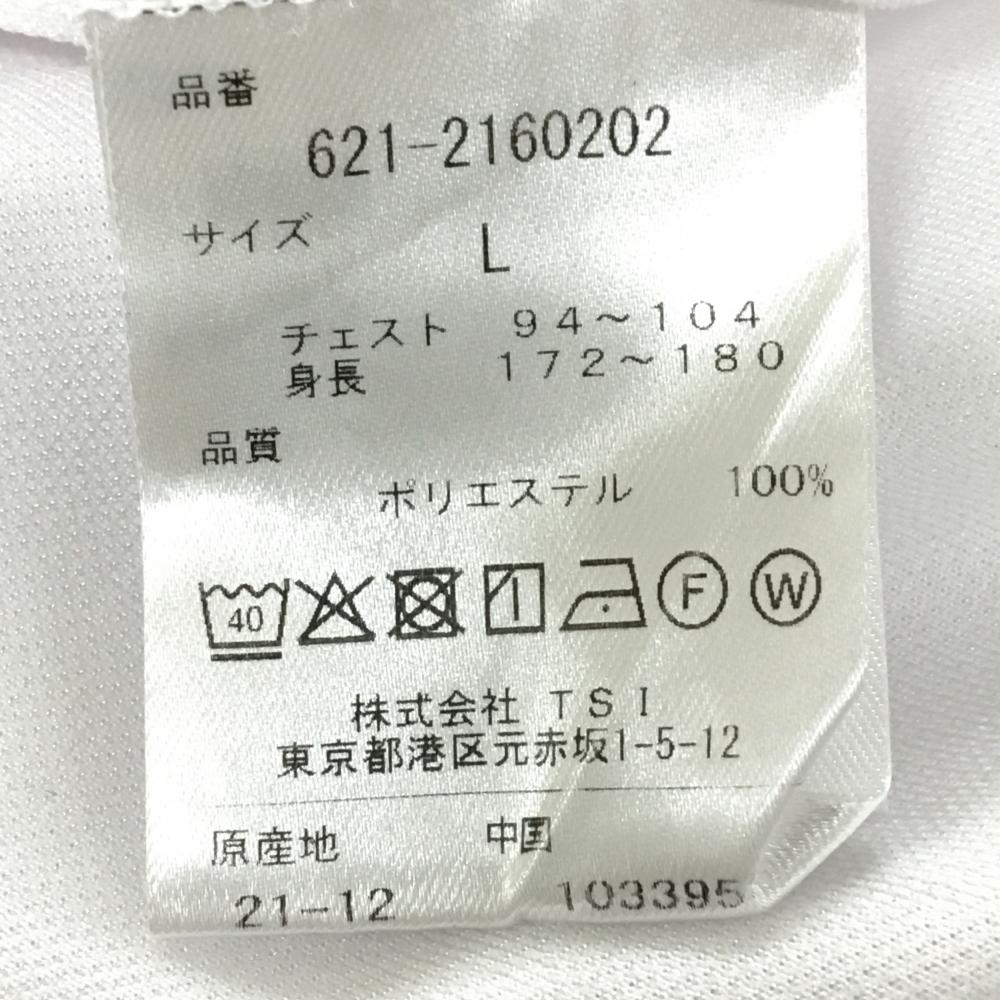 品番
621-2160202
サイズ L
チェスト 94～104
身長 172～180
品質
ポリエステル 100%
40 F W
株式会社 TSI
東京都港区元赤坂1-5-12
原産地 中国
21-12 103395